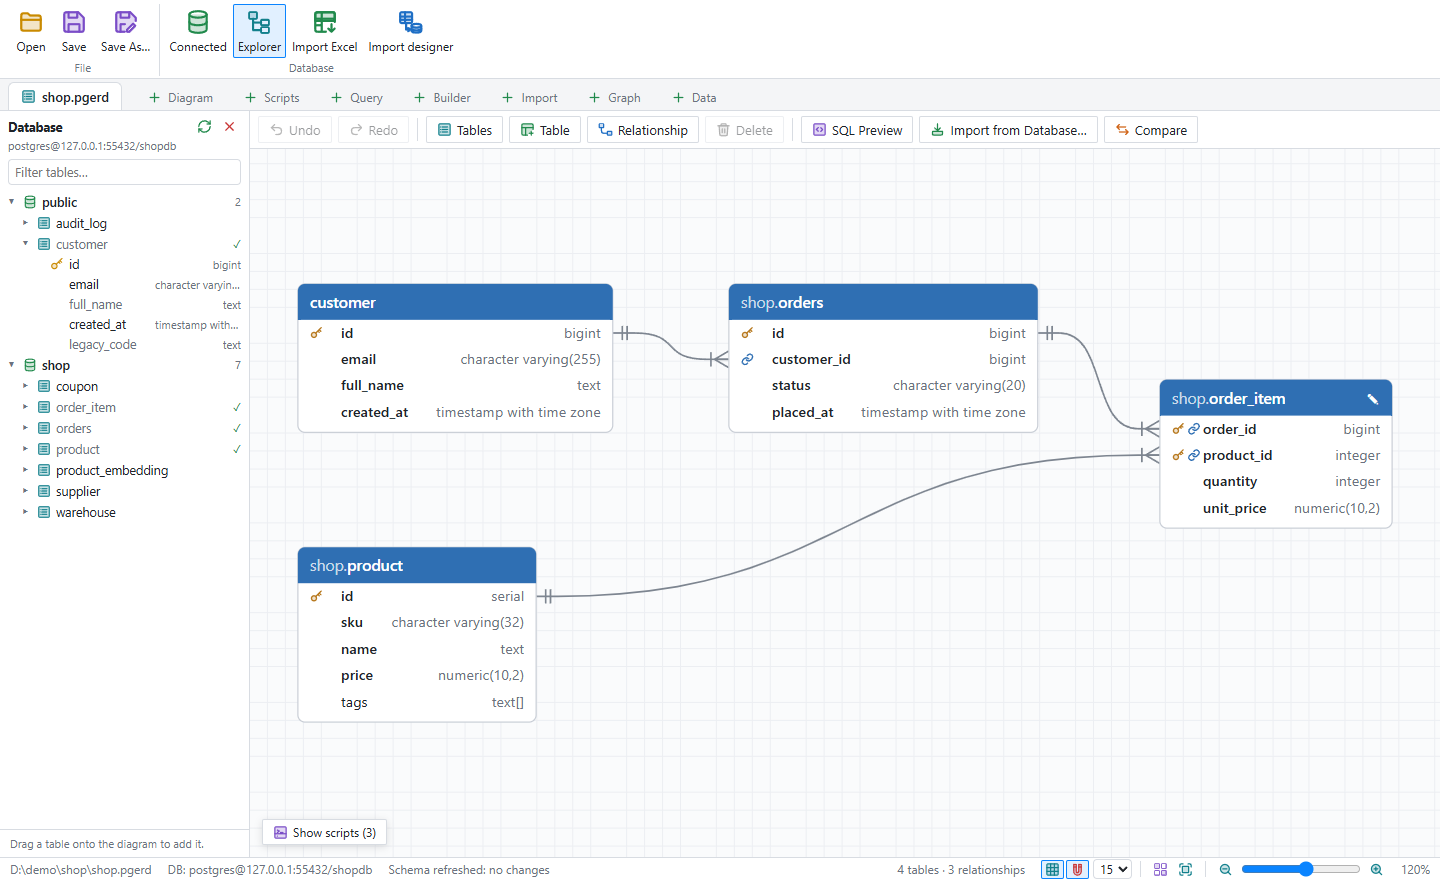 Open
Save
Save As...
File
Connected
Explorer
Import Excel
Import designer
Database
shop.pgerd
Diagram
Scripts
Query
Builder
Import
Graph
Data
Undo
Redo
Tables
Table
Relationship
Delete
SQL Preview
Import from Database...
Compare
Database
postgres@127.0.0.1:55432/shopdb
Filter tables...
public 2
audit_log
customer ✓
id bigint
email character varyin...
full_name text
created_at timestamp with...
legacy_code text
shop 7
coupon
order_item ✓
orders ✓
product ✓
product_embedding
supplier
warehouse
Drag a table onto the diagram to add it.
customer
id bigint
email character varying(255)
full_name text
created_at timestamp with time zone
shop.orders
id bigint
customer_id bigint
status character varying(20)
placed_at timestamp with time zone
shop.order_item
order_id bigint
product_id integer
quantity integer
unit_price numeric(10,2)
shop.product
id serial
sku character varying(32)
name text
price numeric(10,2)
tags text[]
Show scripts (3)
D:\demo\shop\shop.pgerd
DB: postgres@127.0.0.1:55432/shopdb
Schema refreshed: no changes
4 tables · 3 relationships
15
120%